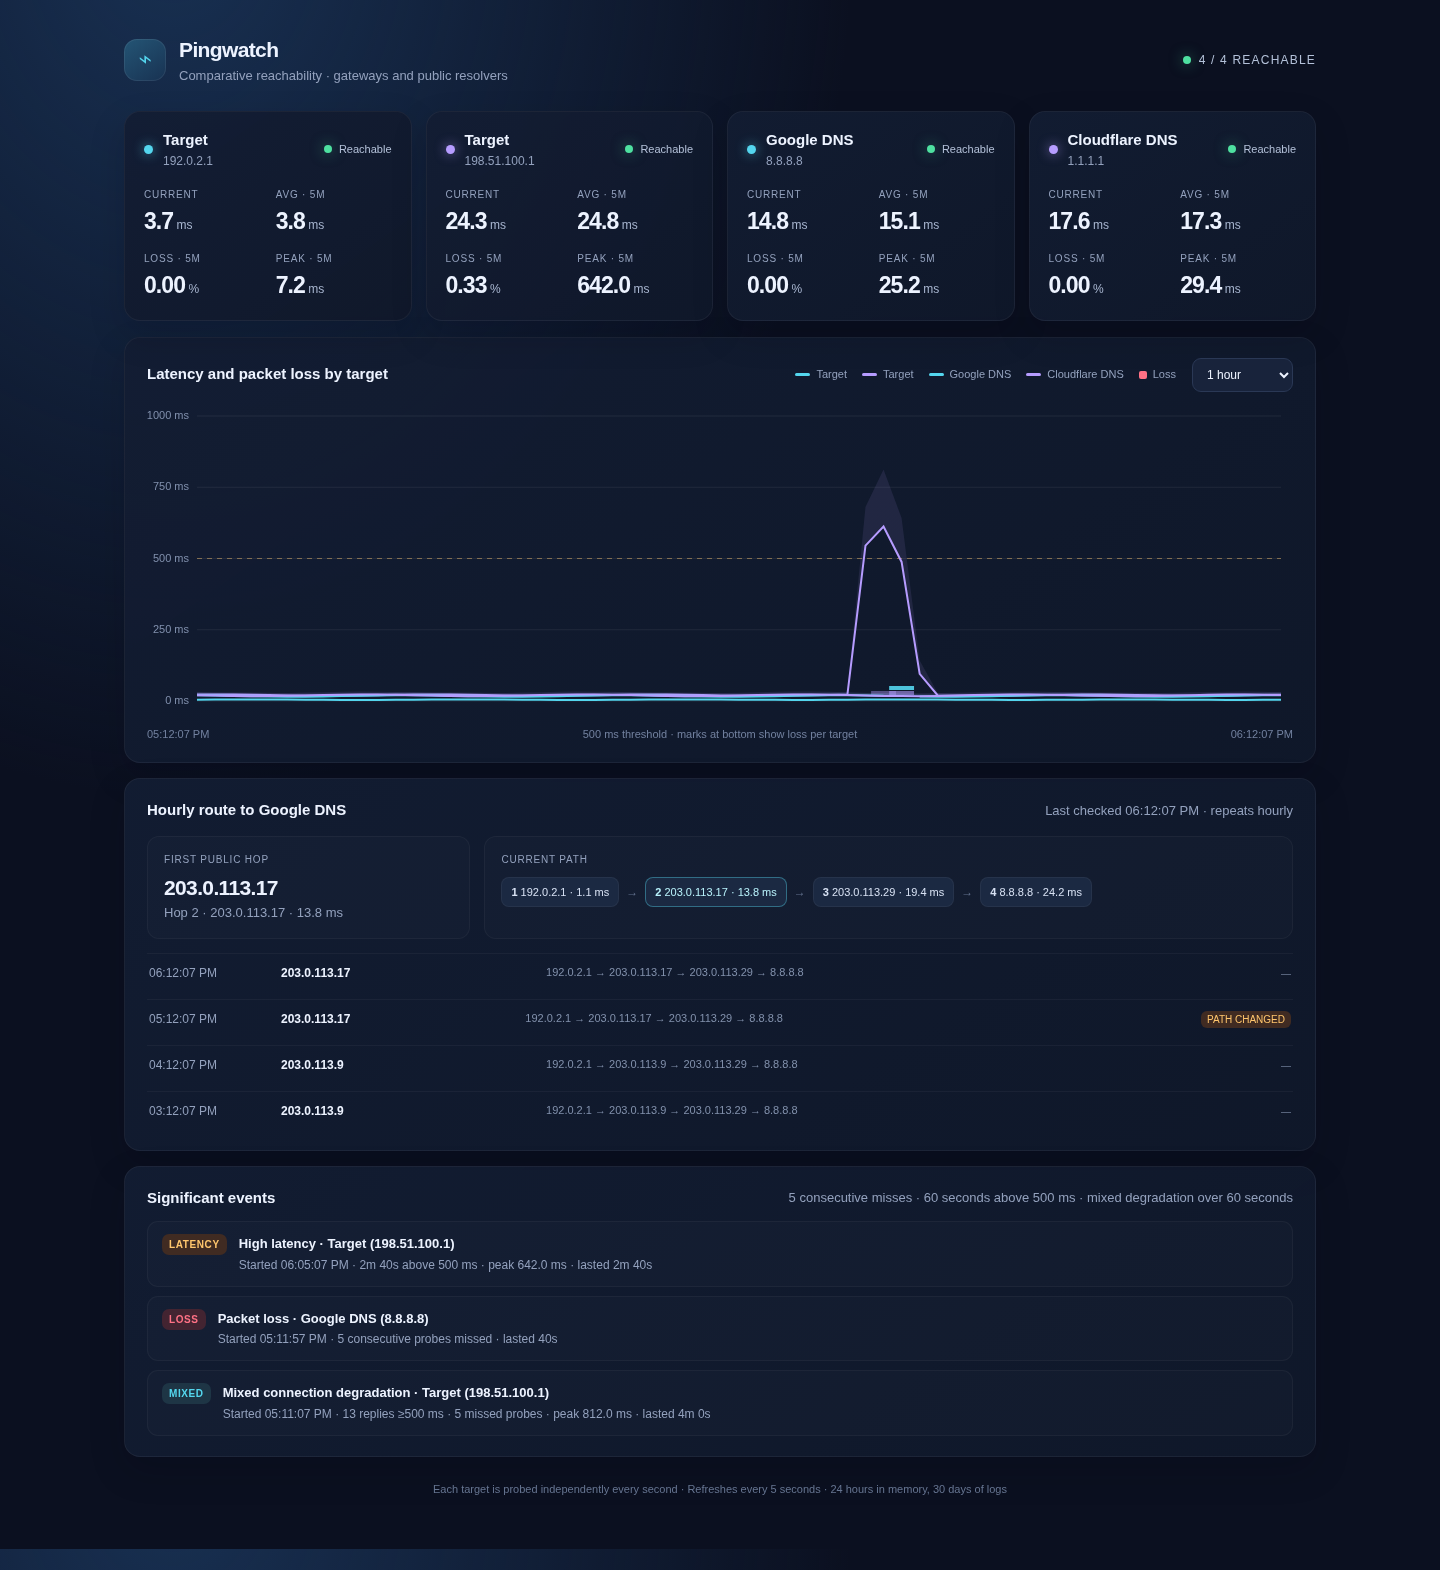 Pingwatch
Comparative reachability · gateways and public resolvers
4 / 4 REACHABLE
Target
192.0.2.1
Reachable
CURRENT
3.7 ms
AVG · 5M
3.8 ms
LOSS · 5M
0.00 %
PEAK · 5M
7.2 ms
Target
198.51.100.1
Reachable
CURRENT
24.3 ms
AVG · 5M
24.8 ms
LOSS · 5M
0.33 %
PEAK · 5M
642.0 ms
Google DNS
8.8.8.8
Reachable
CURRENT
14.8 ms
AVG · 5M
15.1 ms
LOSS · 5M
0.00 %
PEAK · 5M
25.2 ms
Cloudflare DNS
1.1.1.1
Reachable
CURRENT
17.6 ms
AVG · 5M
17.3 ms
LOSS · 5M
0.00 %
PEAK · 5M
29.4 ms
Latency and packet loss by target
Target
Target
Google DNS
Cloudflare DNS
Loss
1 hour
1000 ms
750 ms
500 ms
250 ms
0 ms
05:12:07 PM
500 ms threshold · marks at bottom show loss per target
06:12:07 PM
Hourly route to Google DNS
Last checked 06:12:07 PM · repeats hourly
FIRST PUBLIC HOP
203.0.113.17
Hop 2 · 203.0.113.17 · 13.8 ms
CURRENT PATH
1 192.0.2.1 · 1.1 ms → 2 203.0.113.17 · 13.8 ms → 3 203.0.113.29 · 19.4 ms → 4 8.8.8.8 · 24.2 ms
06:12:07 PM 203.0.113.17 192.0.2.1 → 203.0.113.17 → 203.0.113.29 → 8.8.8.8 —
05:12:07 PM 203.0.113.17 192.0.2.1 → 203.0.113.17 → 203.0.113.29 → 8.8.8.8 PATH CHANGED
04:12:07 PM 203.0.113.9 192.0.2.1 → 203.0.113.9 → 203.0.113.29 → 8.8.8.8 —
03:12:07 PM 203.0.113.9 192.0.2.1 → 203.0.113.9 → 203.0.113.29 → 8.8.8.8 —
Significant events
5 consecutive misses · 60 seconds above 500 ms · mixed degradation over 60 seconds
LATENCY
High latency · Target (198.51.100.1)
Started 06:05:07 PM · 2m 40s above 500 ms · peak 642.0 ms · lasted 2m 40s
LOSS
Packet loss · Google DNS (8.8.8.8)
Started 05:11:57 PM · 5 consecutive probes missed · lasted 40s
MIXED
Mixed connection degradation · Target (198.51.100.1)
Started 05:11:07 PM · 13 replies ≥500 ms · 5 missed probes · peak 812.0 ms · lasted 4m 0s
Each target is probed independently every second · Refreshes every 5 seconds · 24 hours in memory, 30 days of logs